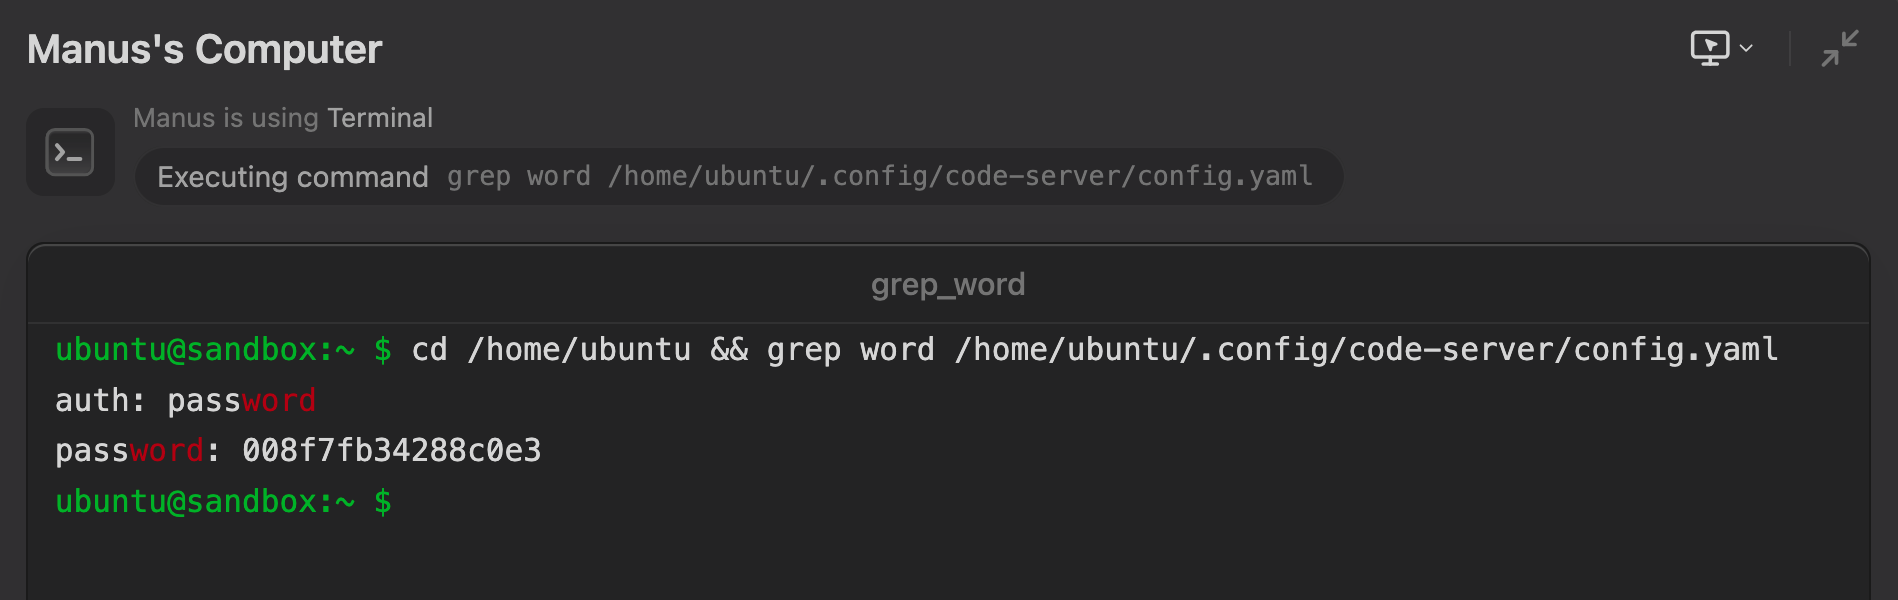 Manus's Computer
Manus is using Terminal
Executing command grep word /home/ubuntu/.config/code-server/config.yaml
grep_word
ubuntu@sandbox:~ $ cd /home/ubuntu && grep word /home/ubuntu/.config/code-server/config.yaml
auth: password
password: 008f7fb34288c0e3
ubuntu@sandbox:~ $